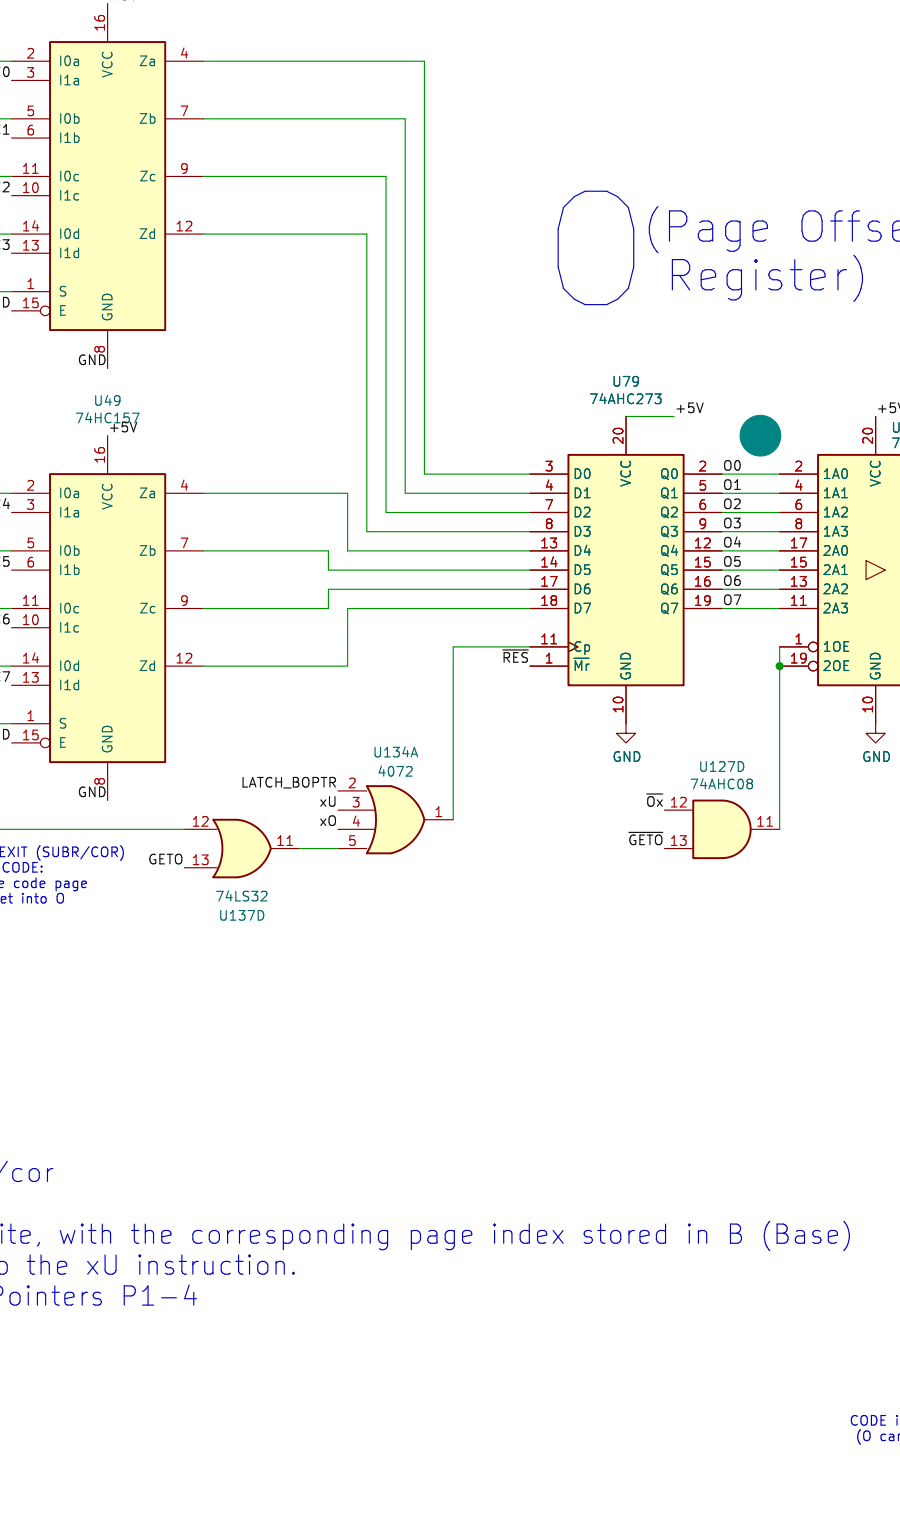 16
VCC
2 I0a Za 4
3 I1a
5 I0b Zb 7
6 I1b
11 I0c Zc 9
10 I1c
14 I0d Zd 12
13 I1d
1 S
D 15 E
GND
8
GND
O (Page Offse
Register)
U49
74HC157
+5V
16
VCC
2 I0a Za 4
3 I1a
5 I0b Zb 7
6 I1b
11 I0c Zc 9
10 I1c
14 I0d Zd 12
13 I1d
1 S
D 15 E
GND
8
GND
U79
74AHC273
+5V
20
VCC
3 D0 Q0 2 O0
4 D1 Q1 5 O1
7 D2 Q2 6 O2
8 D3 Q3 9 O3
13 D4 Q4 12 O4
14 D5 Q5 15 O5
17 D6 Q6 16 O6
18 D7 Q7 19 O7
11 Cp
RES 1 Mr
GND
10
GND
+5V
20
VCC
2 1A0
4 1A1
6 1A2
8 1A3
17 2A0
15 2A1
13 2A2
11 2A3
1 1OE
19 2OE
GND
10
GND
U134A
4072
LATCH_BOPTR 2
xU 3
xO 4
5
1
U127D
74AHC08
Ox 12
GETO 13
11
12
GETO 13
11
74LS32
U137D
EXIT (SUBR/COR)
CODE:
e code page
et into O
/cor
ite, with the corresponding page index stored in B (Base)
o the xU instruction.
Pointers P1-4
CODE i
(O car